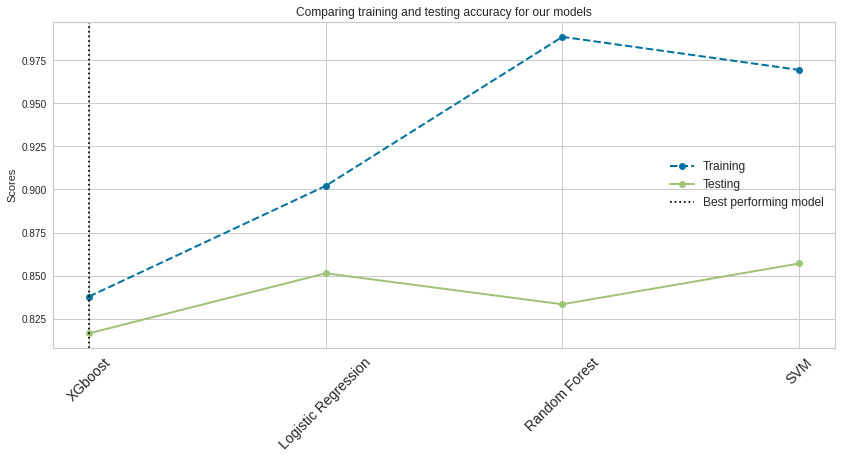 Comparing training and testing accuracy for our models
Scores
0.975
0.950
0.925
0.900
0.875
0.850
0.825
Training
Testing
Best performing model
XGboost
Logistic Regression
Random Forest
SVM